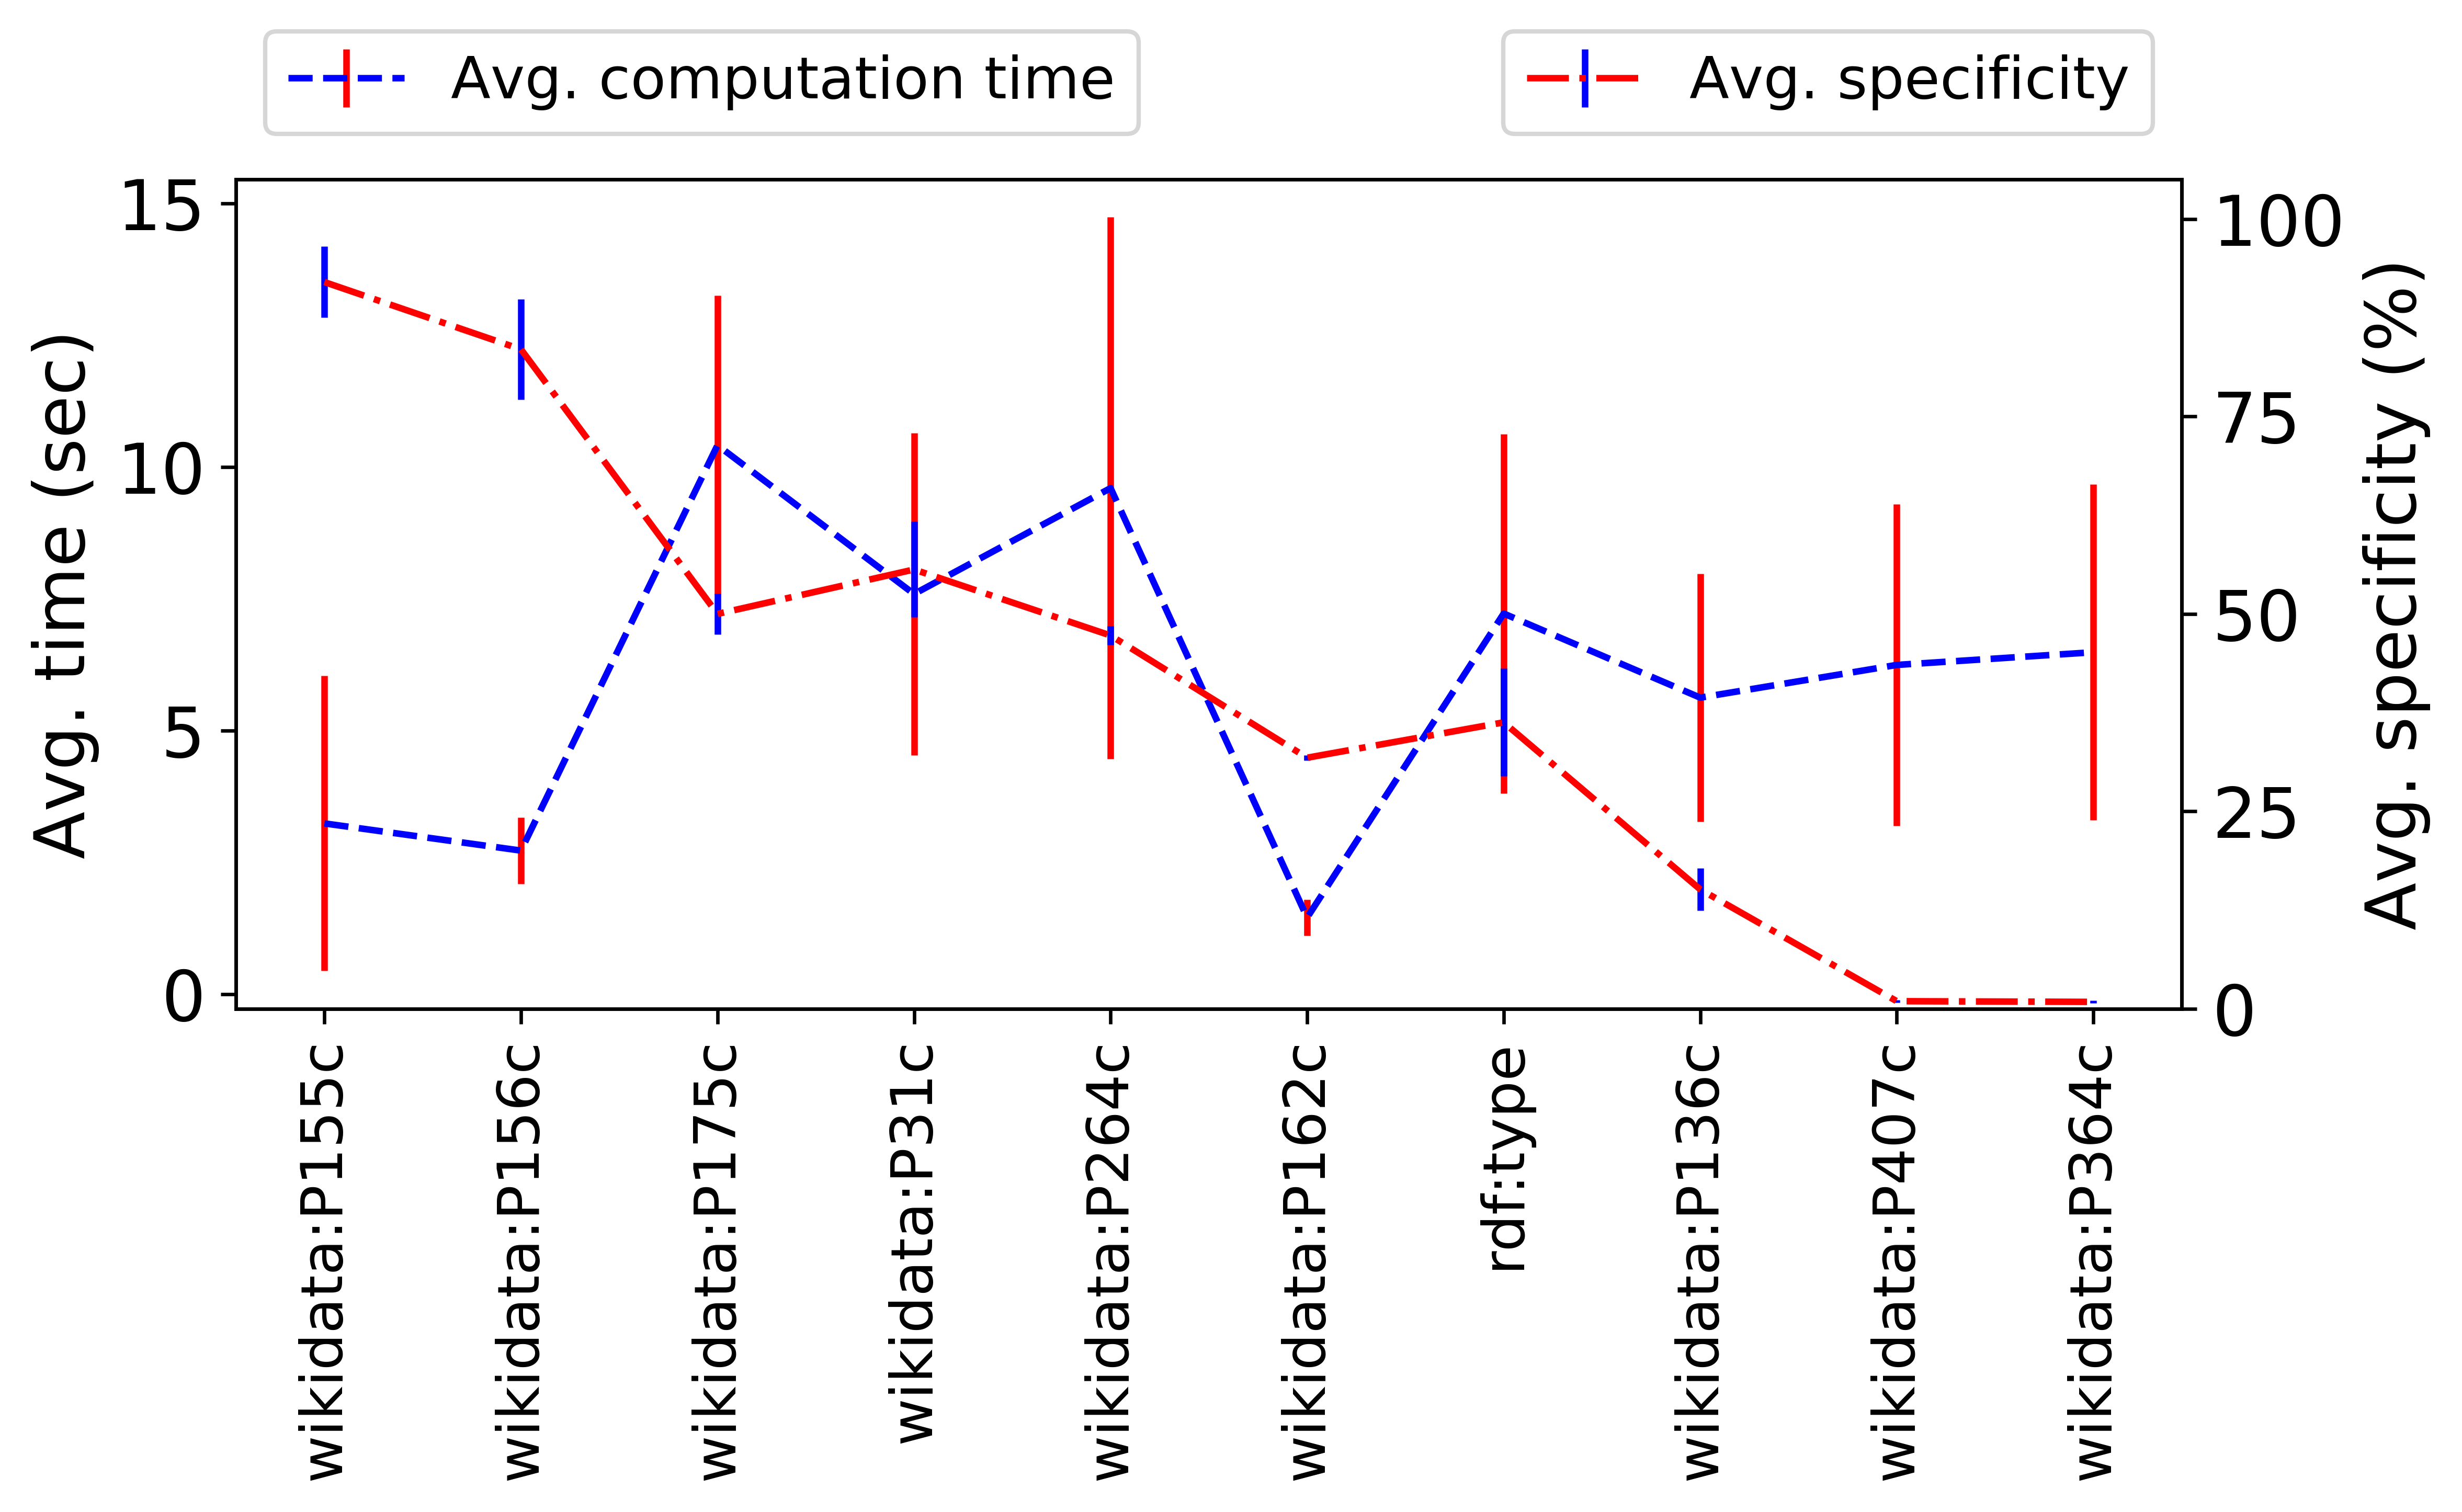 Avg. computation time
Avg. specificity
Avg. time (sec)
15
10
5
0
100
75
50
25
0
Avg. specificity (%)
wikidata:P155c
wikidata:P156c
wikidata:P175c
wikidata:P31c
wikidata:P264c
wikidata:P162c
rdf:type
wikidata:P136c
wikidata:P407c
wikidata:P364c